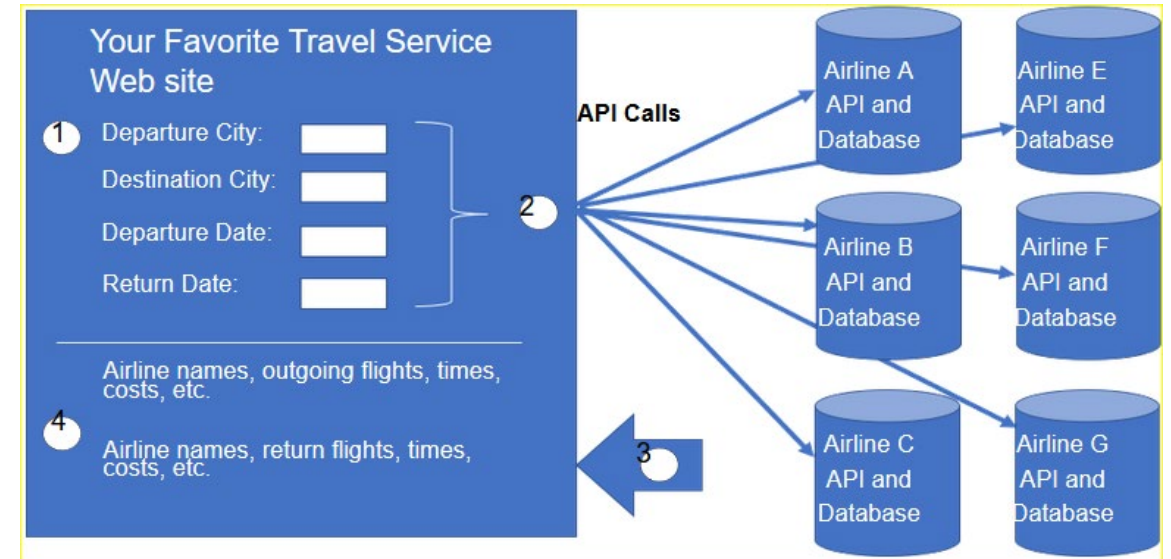 Your Favorite Travel Service
Web site
1
Departure City:
Destination City:
Departure Date:
Return Date:
2
API Calls
Airline names, outgoing flights, times,
costs, etc.
4
Airline names, return flights, times,
costs, etc.
3
Airline A
API and
Database
Airline E
API and
Database
Airline B
API and
Database
Airline F
API and
Database
Airline C
API and
Database
Airline G
API and
Database